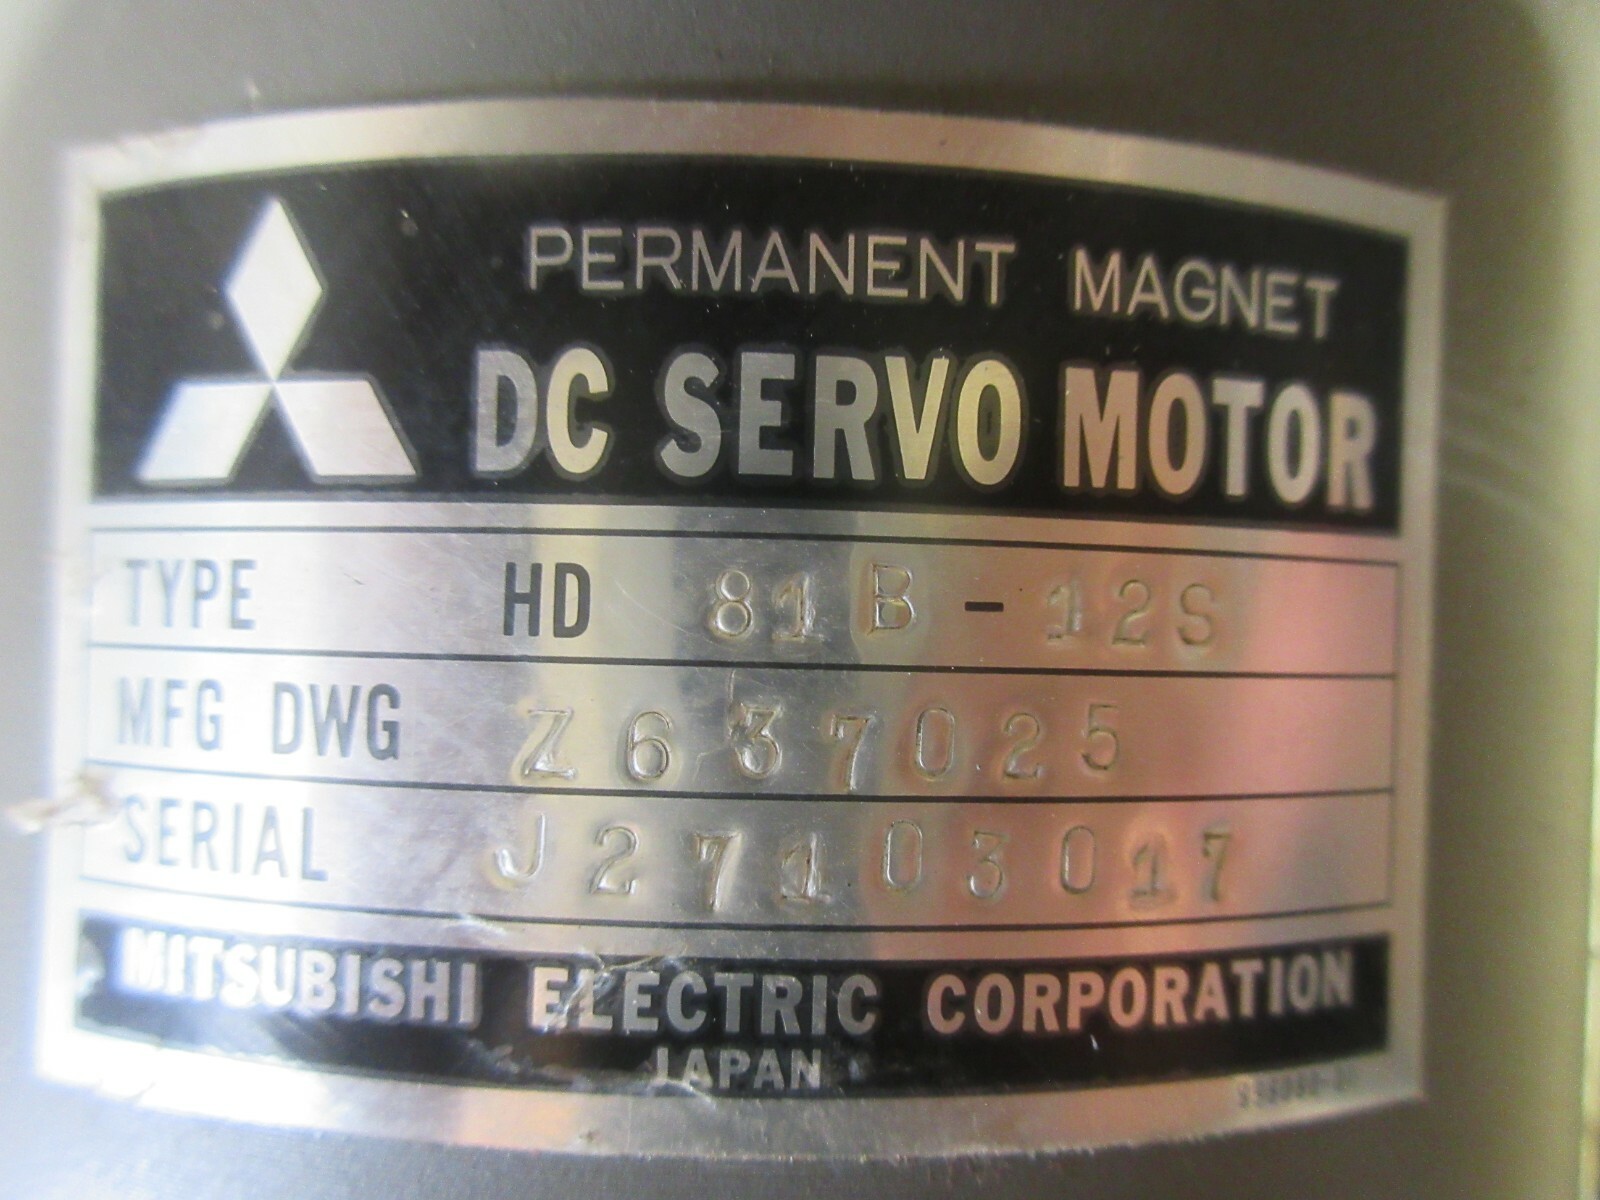 PERMANENT MAGNET
DC SERVO MOTOR
TYPE HD 81B-12S
MFG DWG Z637025
SERIAL J27103017
MITSUBISHI ELECTRIC CORPORATION
JAPAN